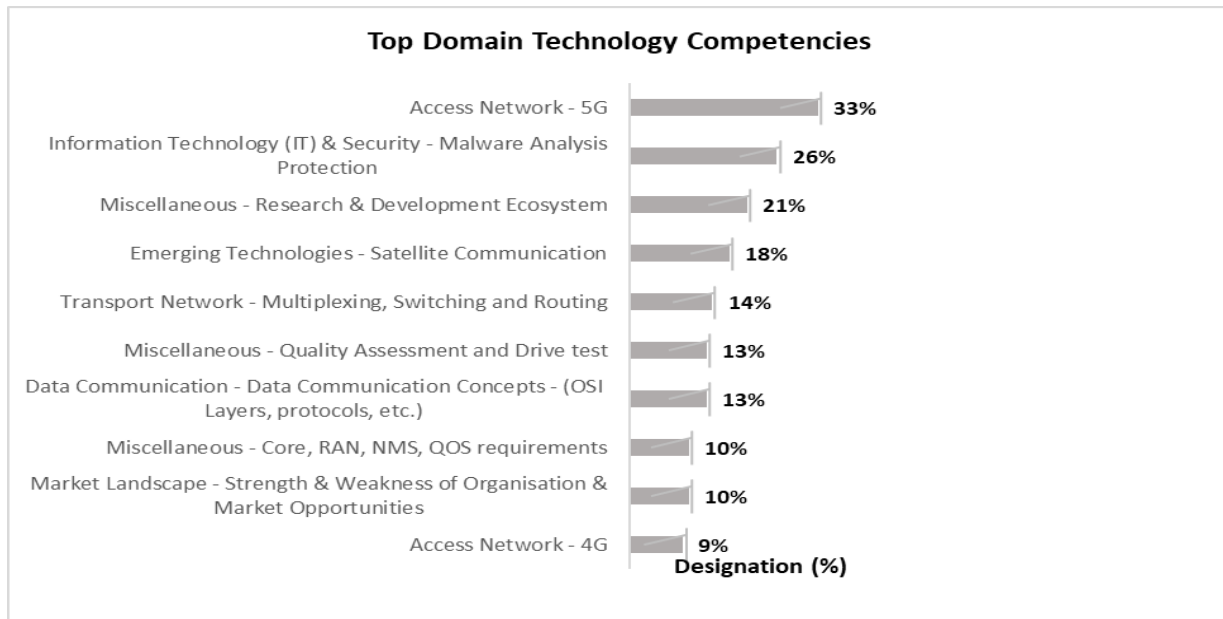 Top Domain Technology Competencies
Access Network - 5G
33%
Information Technology (IT) & Security - Malware Analysis
Protection
26%
Miscellaneous - Research & Development Ecosystem
21%
Emerging Technologies - Satellite Communication
18%
Transport Network - Multiplexing, Switching and Routing
14%
Miscellaneous - Quality Assessment and Drive test
13%
Data Communication - Data Communication Concepts - (OSI
Layers, protocols, etc.)
13%
Miscellaneous - Core, RAN, NMS, QOS requirements
10%
Market Landscape - Strength & Weakness of Organisation &
Market Opportunities
10%
Access Network - 4G
9%
Designation (%)